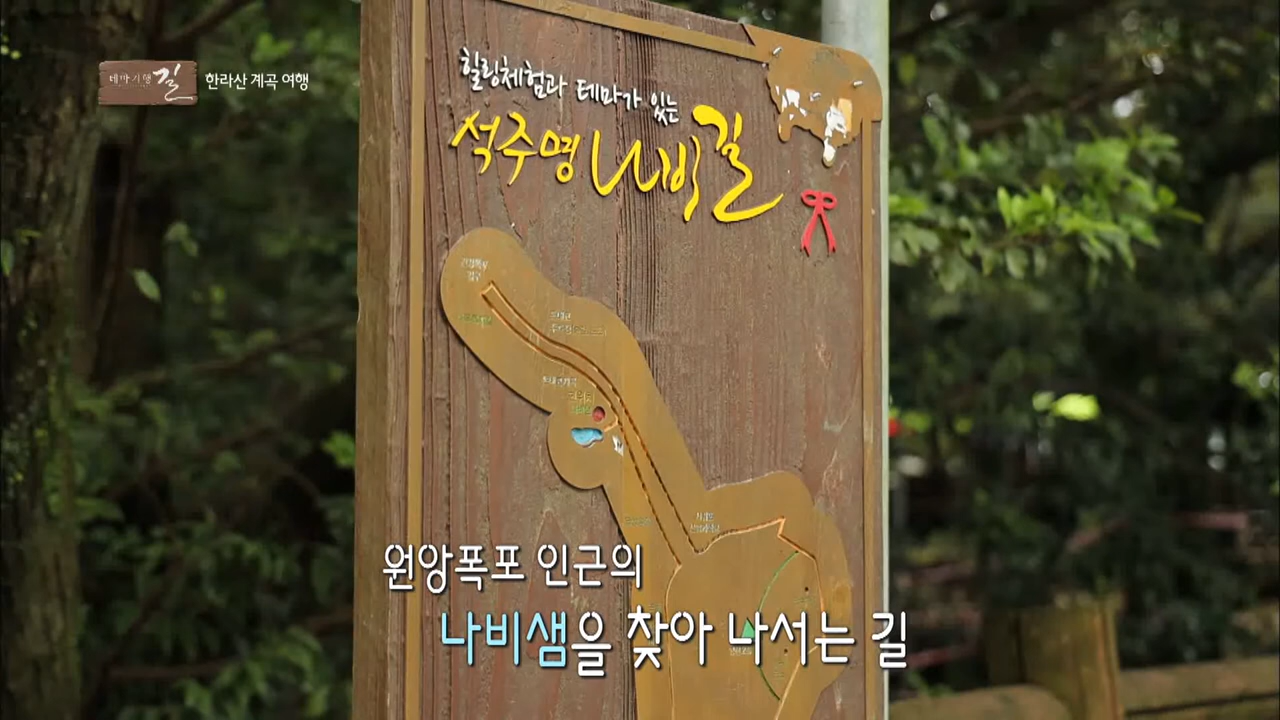 테마기행 길
한라산 계곡 여행
힐링체험과 테마가 있는
석주명 나비길
원앙폭포 인근의
나비샘을 찾아 나서는 길